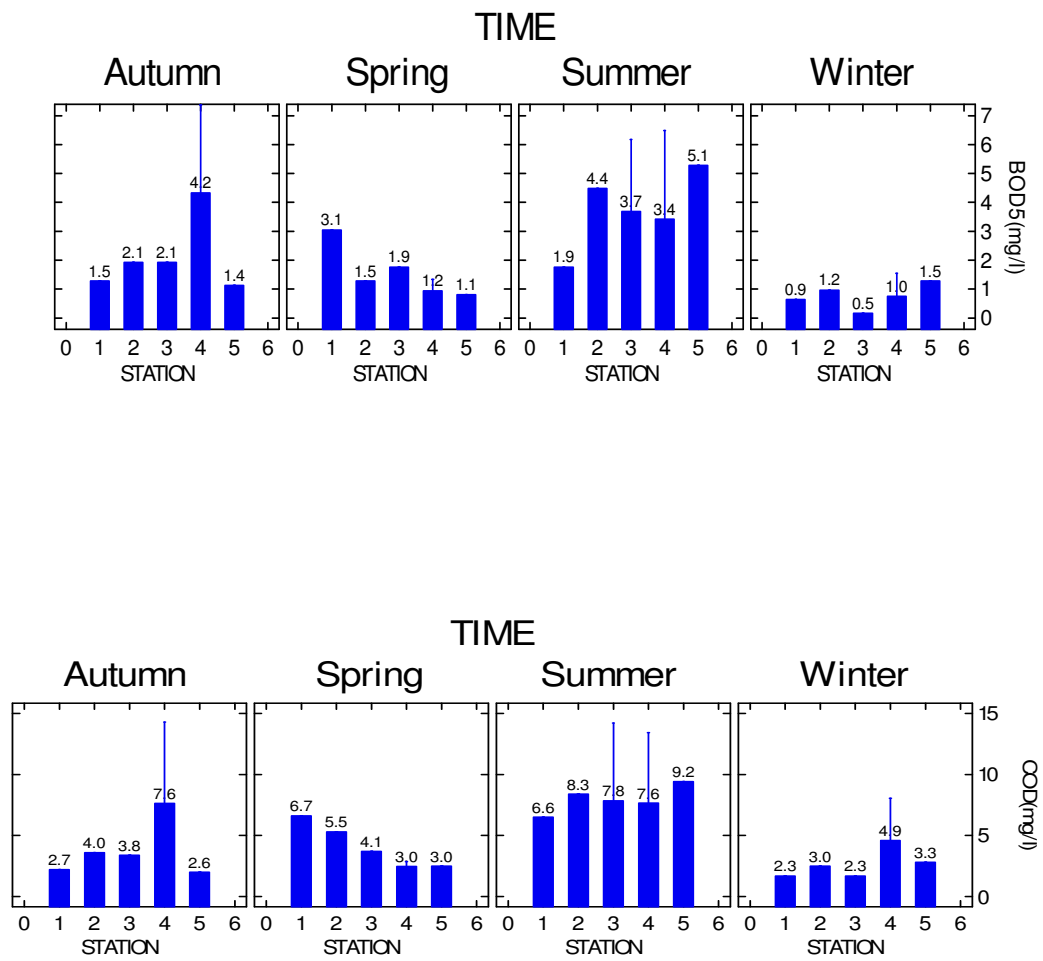 TIME
Autumn Spring Summer Winter
7
6
5
4
3
2
1
0
BOD5(mg/l)
1.5 2.1 2.1 4.2 1.4
3.1 1.5 1.9 1.2 1.1
1.9 4.4 3.7 3.4 5.1
0.9 1.2 0.5 1.0 1.5
0 1 2 3 4 5 6 0 1 2 3 4 5 6 0 1 2 3 4 5 6 0 1 2 3 4 5 6
STATION STATION STATION STATION
TIME
Autumn Spring Summer Winter
15
10
5
0
COD(mg/l)
2.7 4.0 3.8 7.6 2.6
6.7 5.5 4.1 3.0 3.0
6.6 8.3 7.8 7.6 9.2
2.3 3.0 2.3 4.9 3.3
0 1 2 3 4 5 6 0 1 2 3 4 5 6 0 1 2 3 4 5 6 0 1 2 3 4 5 6
STATION STATION STATION STATION